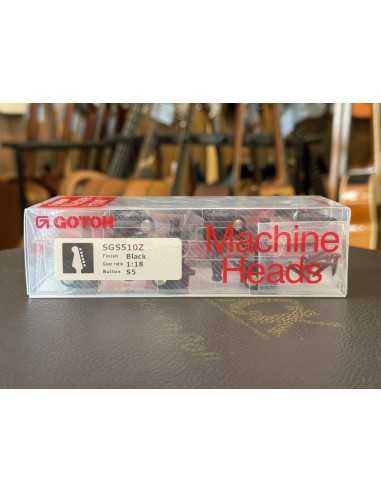 GOTOH
SGS510Z
Finish Black
Gear ratio 1:18
Button S5
Machine
Heads